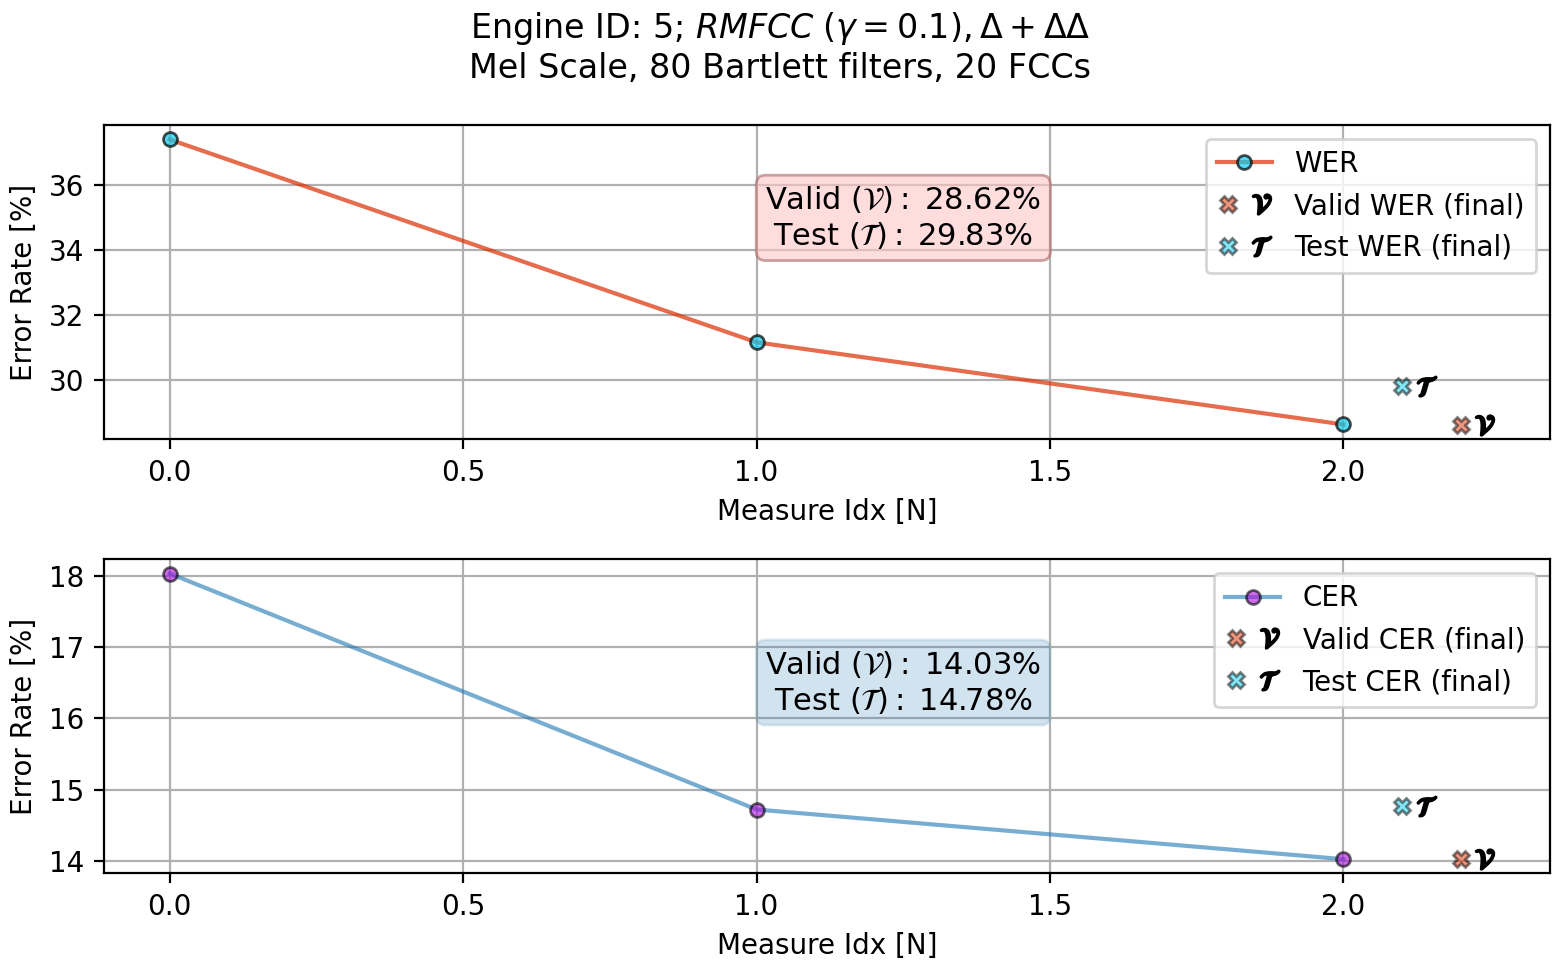 Engine ID: 5; RMFCC (γ = 0.1), Δ + ΔΔ
Mel Scale, 80 Bartlett filters, 20 FCCs
Error Rate [%]
36
34
32
30
Valid (𝒱) : 28.62%
Test (𝒯) : 29.83%
WER
𝒱 Valid WER (final)
𝒯 Test WER (final)
𝒯
𝒱
0.0 0.5 1.0 1.5 2.0
Measure Idx [N]
Error Rate [%]
18
17
16
15
14
Valid (𝒱) : 14.03%
Test (𝒯) : 14.78%
CER
𝒱 Valid CER (final)
𝒯 Test CER (final)
𝒯
𝒱
0.0 0.5 1.0 1.5 2.0
Measure Idx [N]